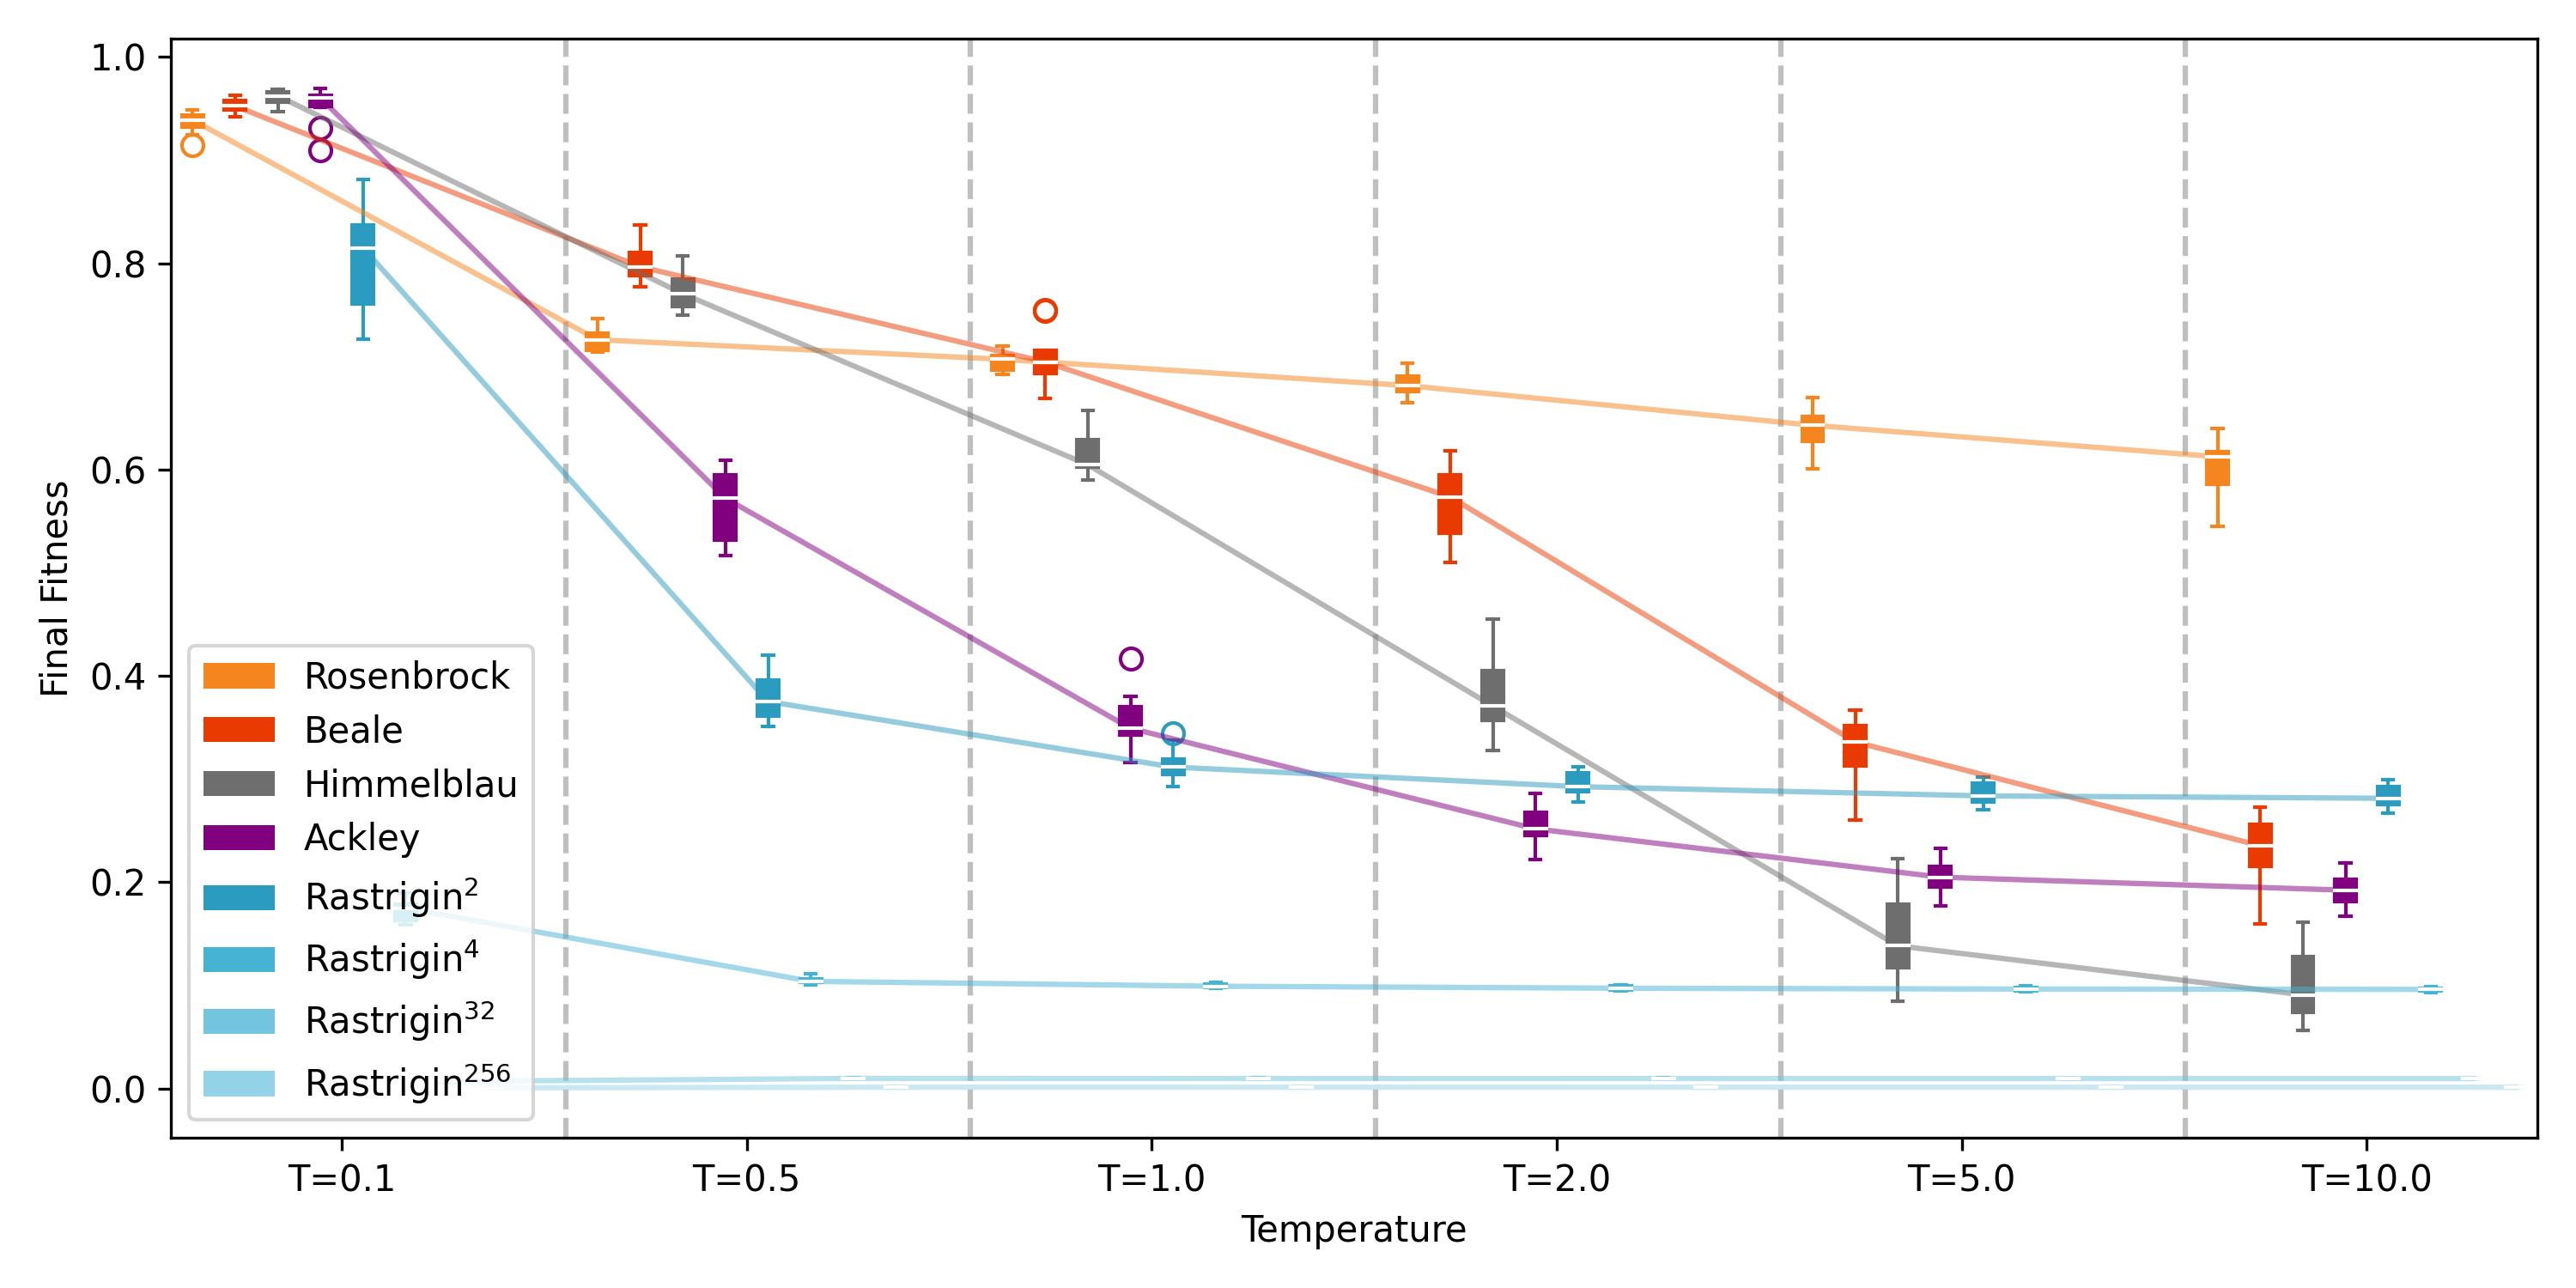 1.0
0.8
0.6
0.4
0.2
0.0
Final Fitness
Rosenbrock
Beale
Himmelblau
Ackley
Rastrigin²
Rastrigin⁴
Rastrigin³²
Rastrigin²⁵⁶
T=0.1 T=0.5 T=1.0 T=2.0 T=5.0 T=10.0
Temperature